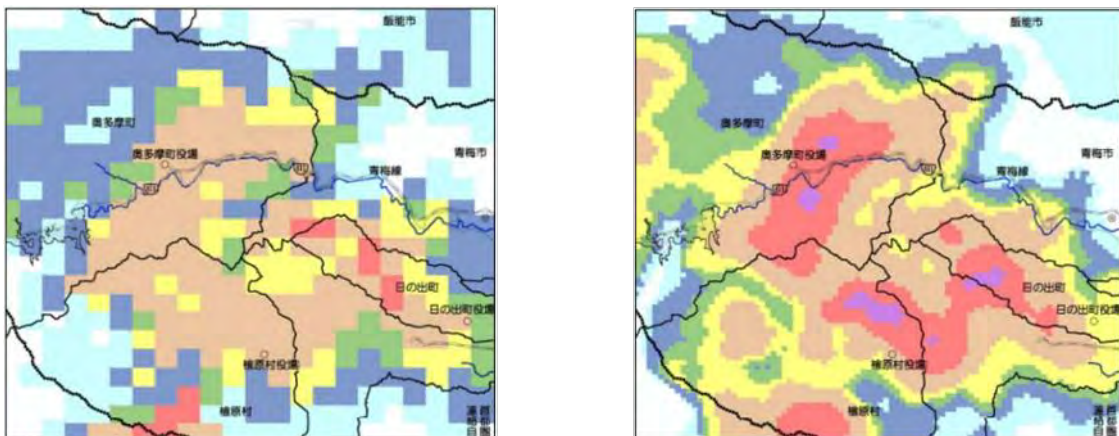 飯能市
奥多摩町
奥多摩町役場
青梅市
青梅線
日の出町
日の出町役場
檜原村役場
檜原村
飯能市
奥多摩町
奥多摩町役場
青梅市
青梅線
日の出町
日の出町役場
檜原村役場
檜原村